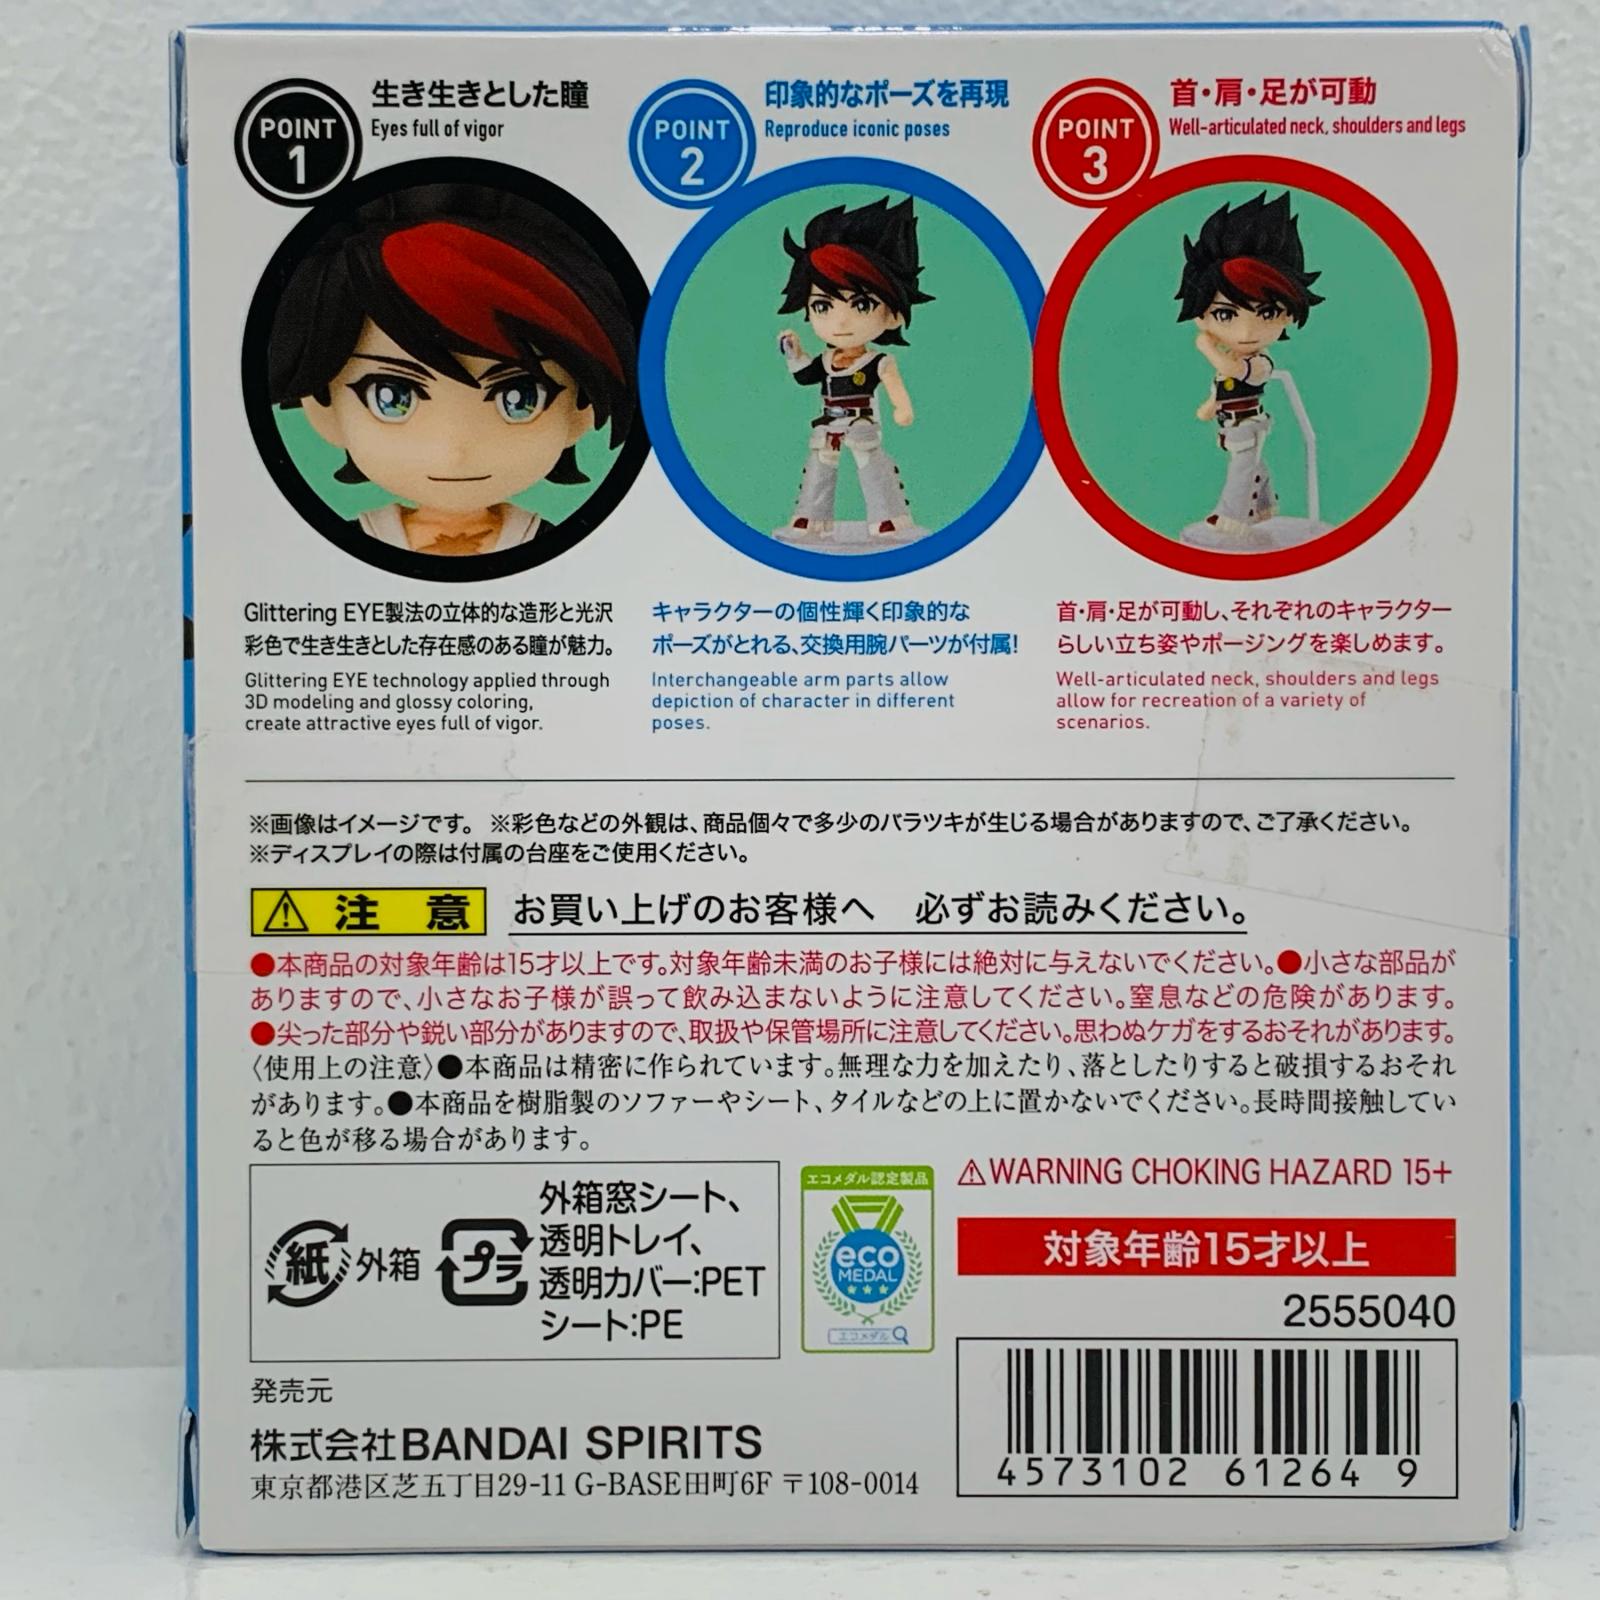 POINT 1
生き生きとした瞳
Eyes full of vigor
POINT 2
印象的なポーズを再現
Reproduce iconic poses
POINT 3
首・肩・足が可動
Well-articulated neck, shoulders and legs
Glittering EYE製法の立体的な造形と光沢
彩色で生き生きとした存在感のある瞳が魅力。
Glittering EYE technology applied through
3D modeling and glossy coloring,
create attractive eyes full of vigor.
キャラクターの個性輝く印象的な
ポーズがとれる、交換用腕パーツが付属!
Interchangeable arm parts allow
depiction of character in different
poses.
首・肩・足が可動し、それぞれのキャラクター
らしい立ち姿やポージングを楽しめます。
Well-articulated neck, shoulders and legs
allow for recreation of a variety of
scenarios.
※画像はイメージです。 ※彩色などの外観は、商品個々で多少のバラツキが生じる場合がありますので、ご了承ください。
※ディスプレイの際は付属の台座をご使用ください。
⚠ 注 意 お買い上げのお客様へ 必ずお読みください。
●本商品の対象年齢は15才以上です。対象年齢未満のお子様には絶対に与えないでください。●小さな部品が
ありますので、小さなお子様が誤って飲み込まないように注意してください。窒息などの危険があります。
●尖った部分や鋭い部分がありますので、取扱や保管場所に注意してください。思わぬケガをするおそれがあります。
〈使用上の注意〉●本商品は精密に作られています。無理な力を加えたり、落としたりすると破損するおそれ
があります。●本商品を樹脂製のソファーやシート、タイルなどの上に置かないでください。長時間接触してい
ると色が移る場合があります。
紙 外箱
プラ
外箱窓シート、
透明トレイ、
透明カバー:PET
シート:PE
エコメダル認定製品
eco
MEDAL
エコメダル
⚠WARNING CHOKING HAZARD 15+
対象年齢15才以上
2555040
4573102 61264 9
発売元
株式会社BANDAI SPIRITS
東京都港区芝五丁目29-11 G-BASE田町6F 〒108-0014